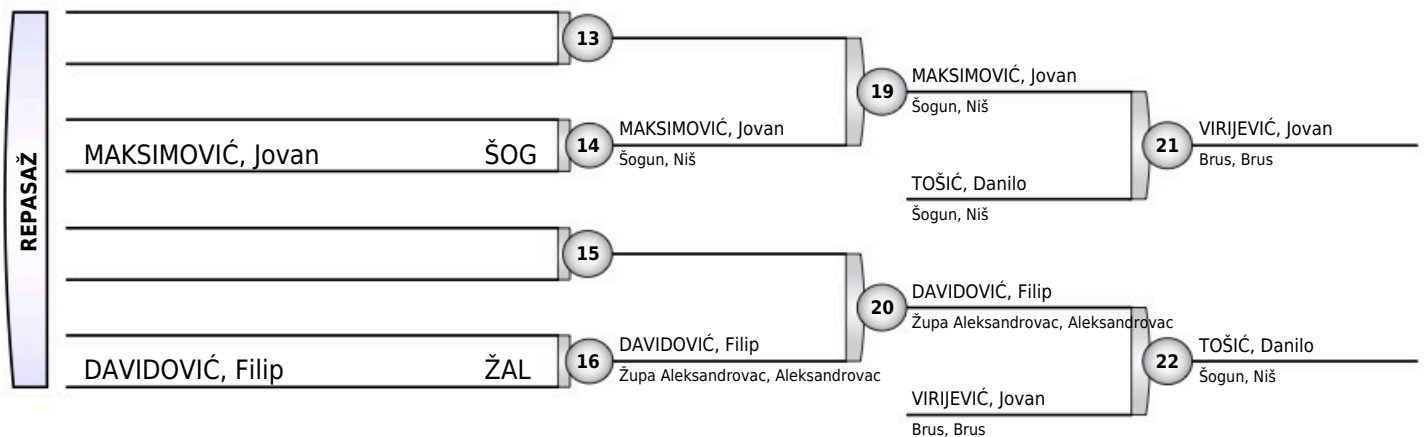 REPASAŽ
13
19
MAKSIMOVIĆ, Jovan
Šogun, Niš
MAKSIMOVIĆ, Jovan ŠOG
14
MAKSIMOVIĆ, Jovan
Šogun, Niš
21
VIRIJEVIĆ, Jovan
Brus, Brus
TOŠIĆ, Danilo
Šogun, Niš
15
20
DAVIDOVIĆ, Filip
Župa Aleksandrovac, Aleksandrovac
DAVIDOVIĆ, Filip ŽAL
16
DAVIDOVIĆ, Filip
Župa Aleksandrovac, Aleksandrovac
22
TOŠIĆ, Danilo
Šogun, Niš
VIRIJEVIĆ, Jovan
Brus, Brus